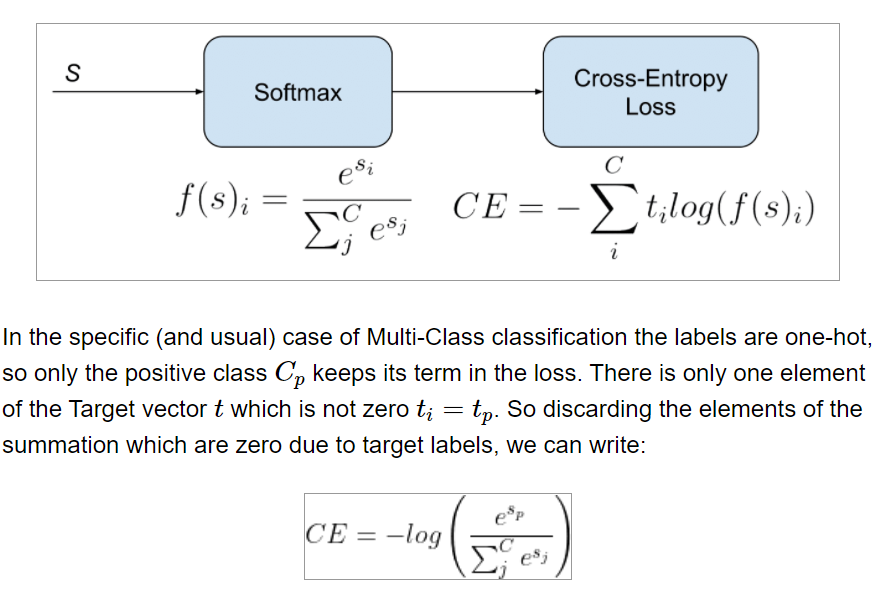 S
Softmax
Cross-Entropy
Loss
f(s)_i = \frac{e^{s_i}}{\sum_j^C e^{s_j}}
CE = -\sum_i^C t_i log(f(s)_i)
In the specific (and usual) case of Multi-Class classification the labels are one-hot,
so only the positive class C_p keeps its term in the loss. There is only one element
of the Target vector t which is not zero t_i = t_p. So discarding the elements of the
summation which are zero due to target labels, we can write:
CE = -log\left(\frac{e^{s_p}}{\sum_j^C e^{s_j}}\right)